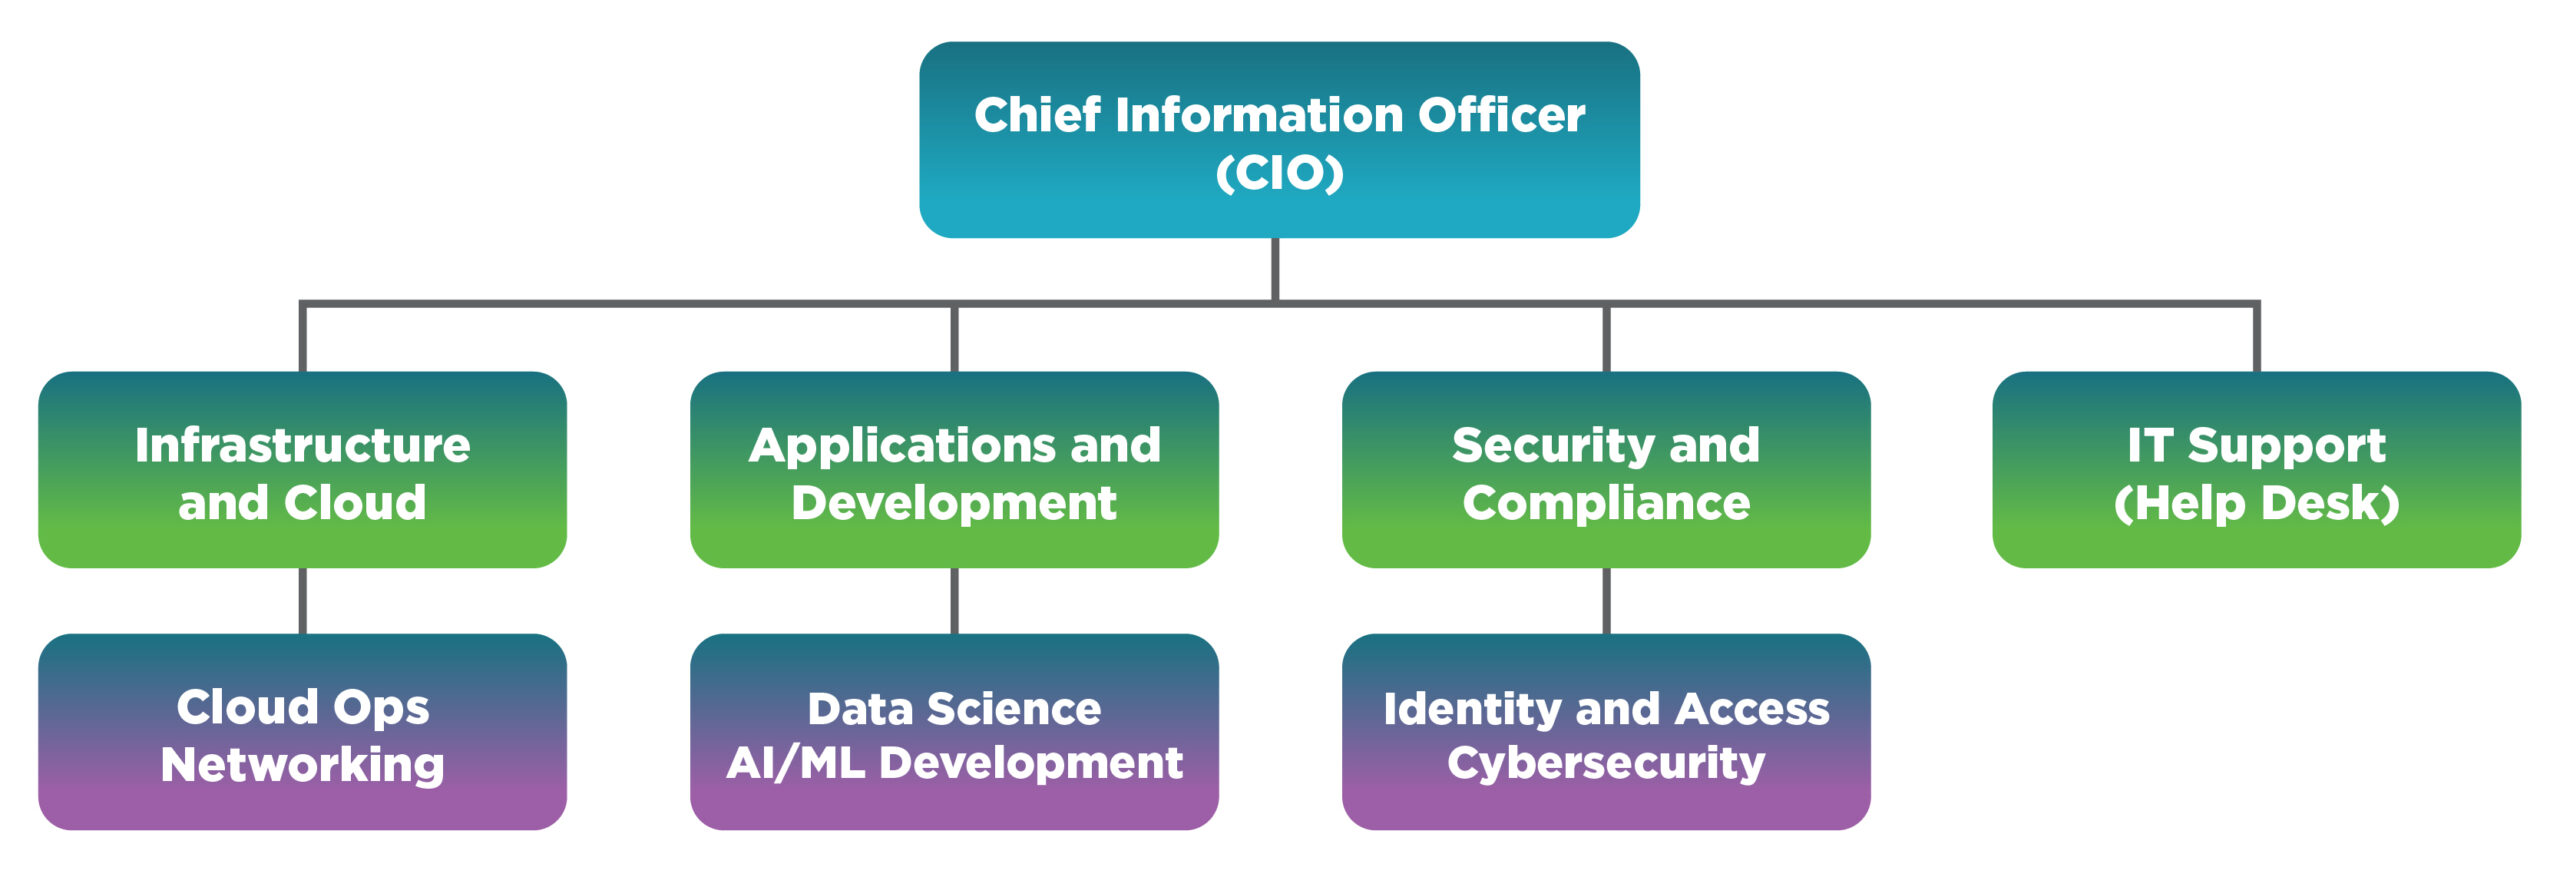 Chief Information Officer
(CIO)
Infrastructure
and Cloud
Applications and
Development
Security and
Compliance
IT Support
(Help Desk)
Cloud Ops
Networking
Data Science
AI/ML Development
Identity and Access
Cybersecurity